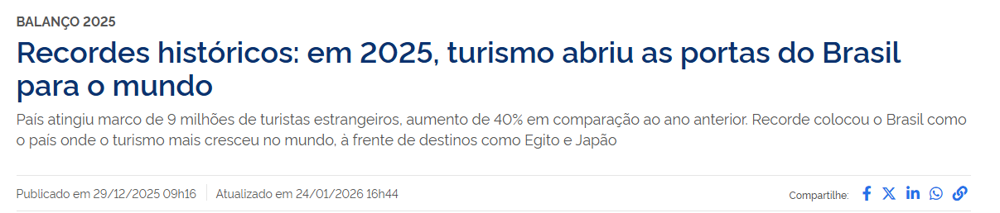 BALANÇO 2025
Recordes históricos: em 2025, turismo abriu as portas do Brasil
para o mundo
País atingiu marco de 9 milhões de turistas estrangeiros, aumento de 40% em comparação ao ano anterior. Recorde colocou o Brasil como
o país onde o turismo mais cresceu no mundo, à frente de destinos como Egito e Japão
Publicado em 29/12/2025 09h16 Atualizado em 24/01/2026 16h44 Compartilhe: